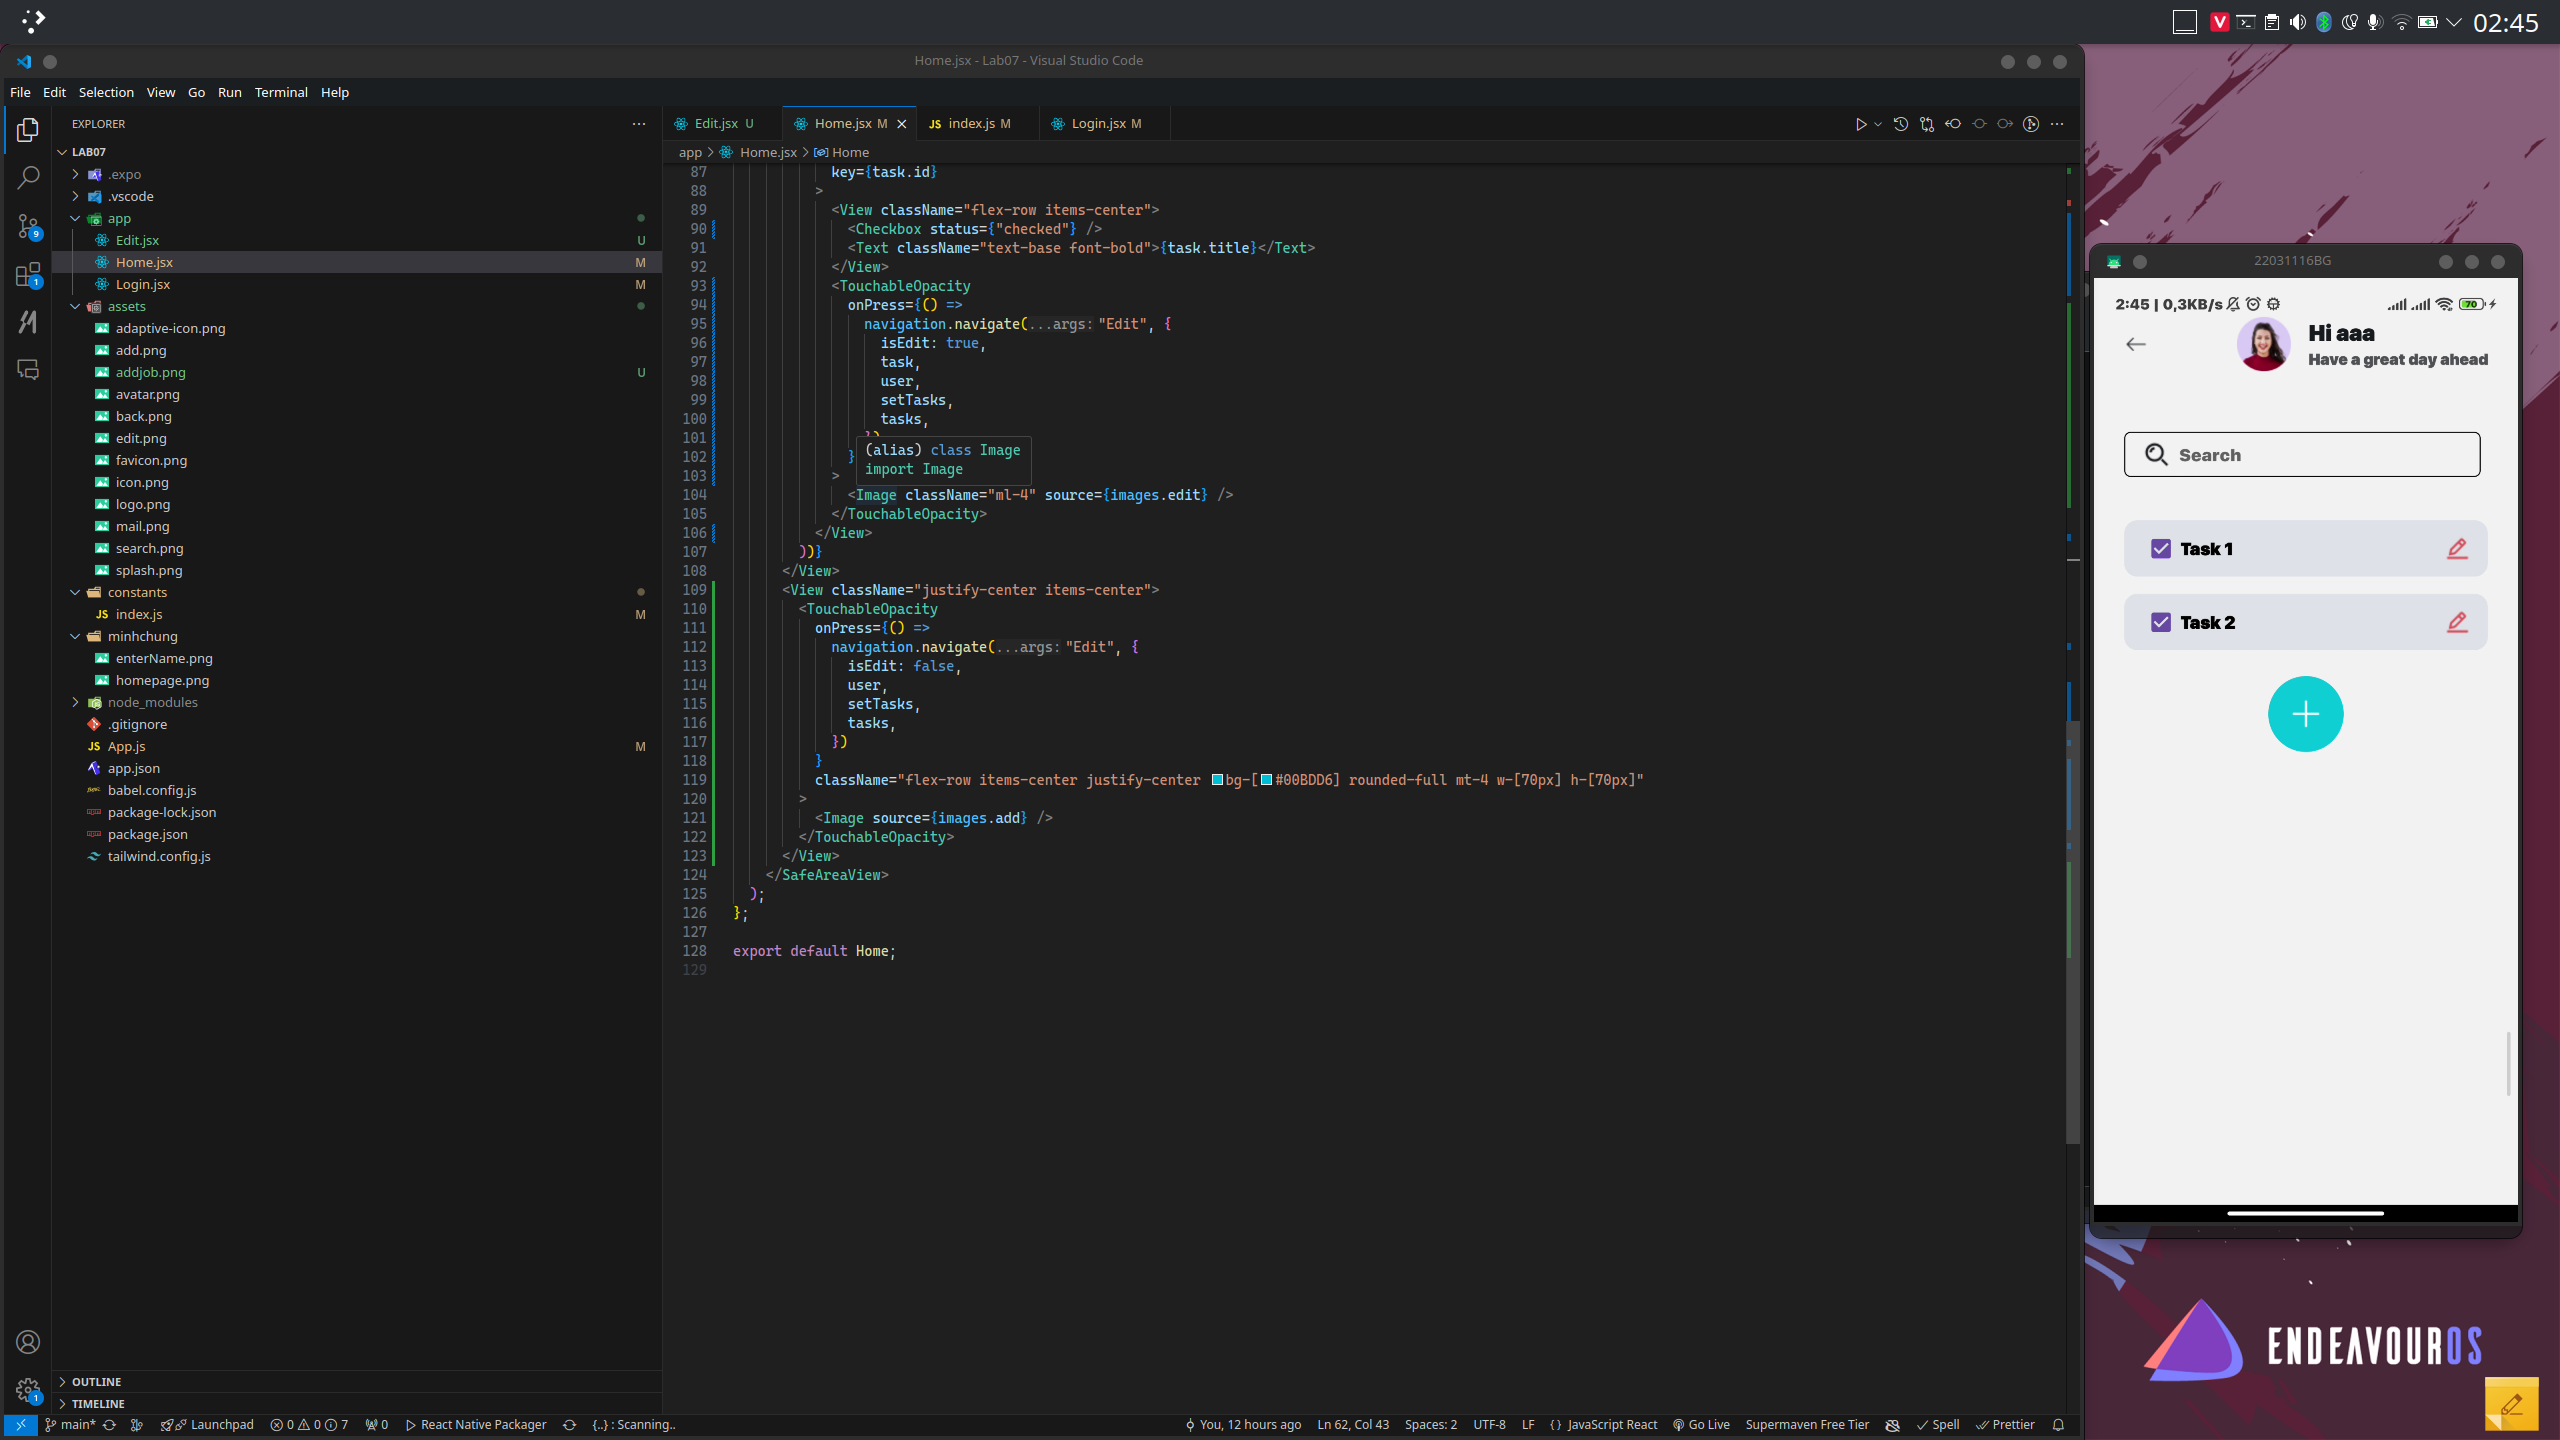 02:45
Home.jsx - Lab07 - Visual Studio Code
File Edit Selection View Go Run Terminal Help
EXPLORER
LAB07
.expo
.vscode
app
Edit.jsx U
Home.jsx M
Login.jsx M
assets
adaptive-icon.png
add.png
addjob.png U
avatar.png
back.png
edit.png
favicon.png
icon.png
logo.png
mail.png
search.png
splash.png
constants
index.js M
minhchung
enterName.png
homepage.png
node_modules
.gitignore
App.js M
app.json
babel.config.js
package-lock.json
package.json
tailwind.config.js
OUTLINE
TIMELINE
9
1
1
Edit.jsx U Home.jsx M index.js M Login.jsx M
app > Home.jsx > Home
87 key={task.id}
88 >
89 <View className="flex-row items-center">
90 <Checkbox status={"checked"} />
91 <Text className="text-base font-bold">{task.title}</Text>
92 </View>
93 <TouchableOpacity
94 onPress={() =>
95 navigation.navigate(...args: "Edit", {
96 isEdit: true,
97 task,
98 user,
99 setTasks,
100 tasks,
101 })
102 }
(alias) class Image
import Image
103 >
104 <Image className="ml-4" source={images.edit} />
105 </TouchableOpacity>
106 </View>
107 ))}
108 </View>
109 <View className="justify-center items-center">
110 <TouchableOpacity
111 onPress={() =>
112 navigation.navigate(...args: "Edit", {
113 isEdit: false,
114 user,
115 setTasks,
116 tasks,
117 })
118 }
119 className="flex-row items-center justify-center bg-[#00BDD6] rounded-full mt-4 w-[70px] h-[70px]"
120 >
121 <Image source={images.add} />
122 </TouchableOpacity>
123 </View>
124 </SafeAreaView>
125 );
126 };
127
128 export default Home;
129
22031116BG
2:45 | 0,3KB/s 70
Hi aaa
Have a great day ahead
Search
Task 1
Task 2
ENDEAVOUROS
main* Launchpad 0 0 7 0 React Native Packager {..} : Scanning.. You, 12 hours ago Ln 62, Col 43 Spaces: 2 UTF-8 LF {} JavaScript React Go Live Supermaven Free Tier Spell Prettier